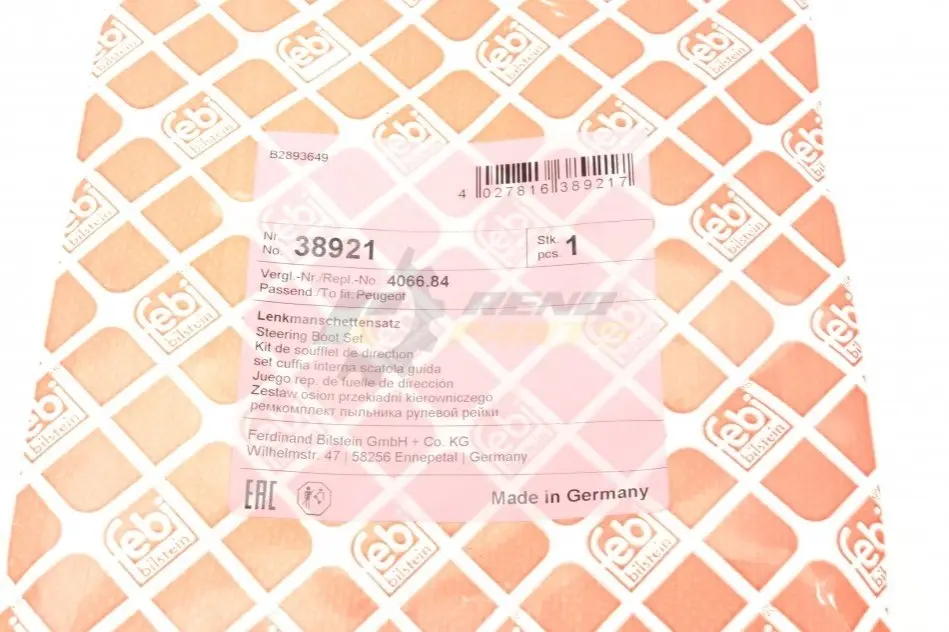 B2893649
4 027816 389217
Nr.
No. 38921
Stk.
pcs. 1
Vergl.-Nr./Repl.-No. 4066.84
Passend /To fit: Peugeot
RENO
Lenkmanschettensatz
Steering Boot Set
Kit de soufflet de direction
set cuffia interna scatola guida
Juego rep. de fuelle de dirección
Zestaw osłon przekładni kierowniczego
ремкомплект пыльника рулевой рейки
Ferdinand Bilstein GmbH + Co. KG
Wilhelmstr. 47 | 58256 Ennepetal | Germany
EAC
Made in Germany
febi
bilstein